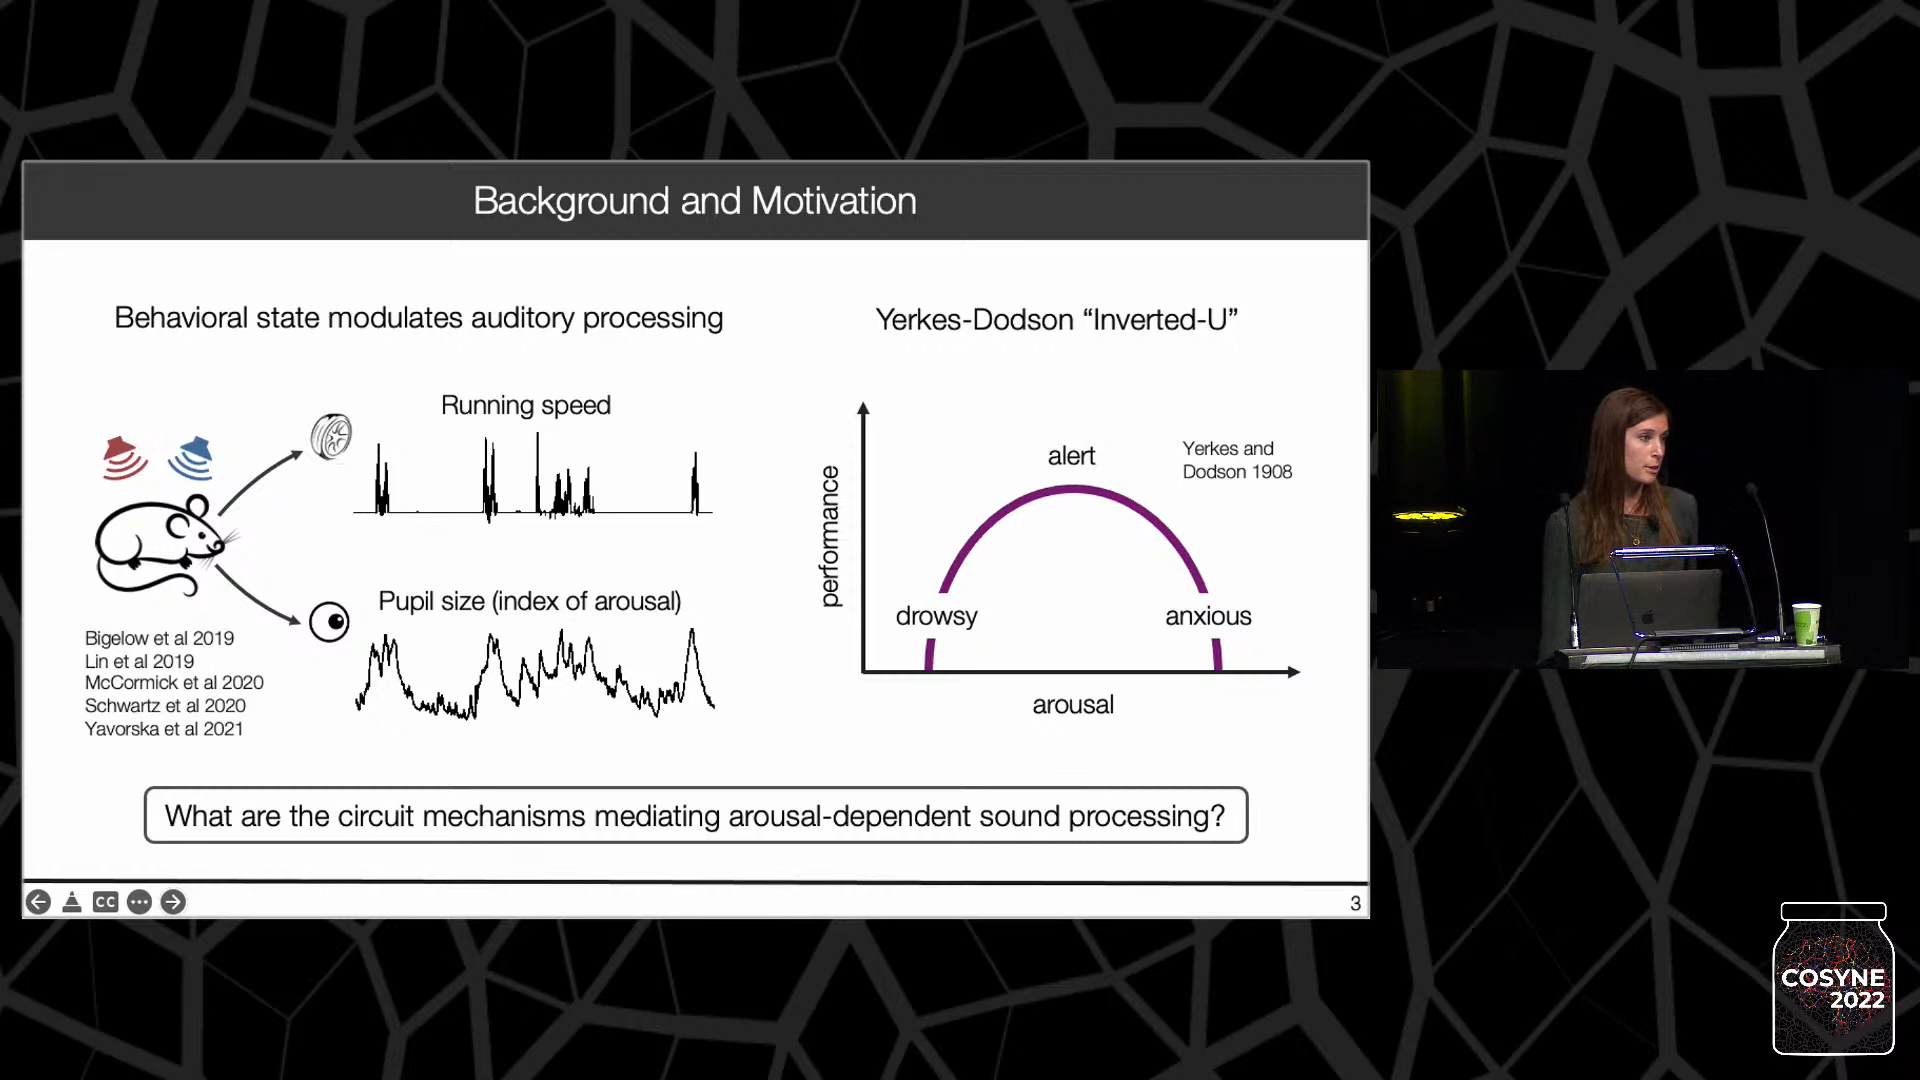 Background and Motivation
Behavioral state modulates auditory processing
Running speed
Pupil size (index of arousal)
Bigelow et al 2019
Lin et al 2019
McCormick et al 2020
Schwartz et al 2020
Yavorska et al 2021
Yerkes-Dodson “Inverted-U”
performance
alert
Yerkes and
Dodson 1908
drowsy
anxious
arousal
What are the circuit mechanisms mediating arousal-dependent sound processing?
CC
3
COSYNE
2022